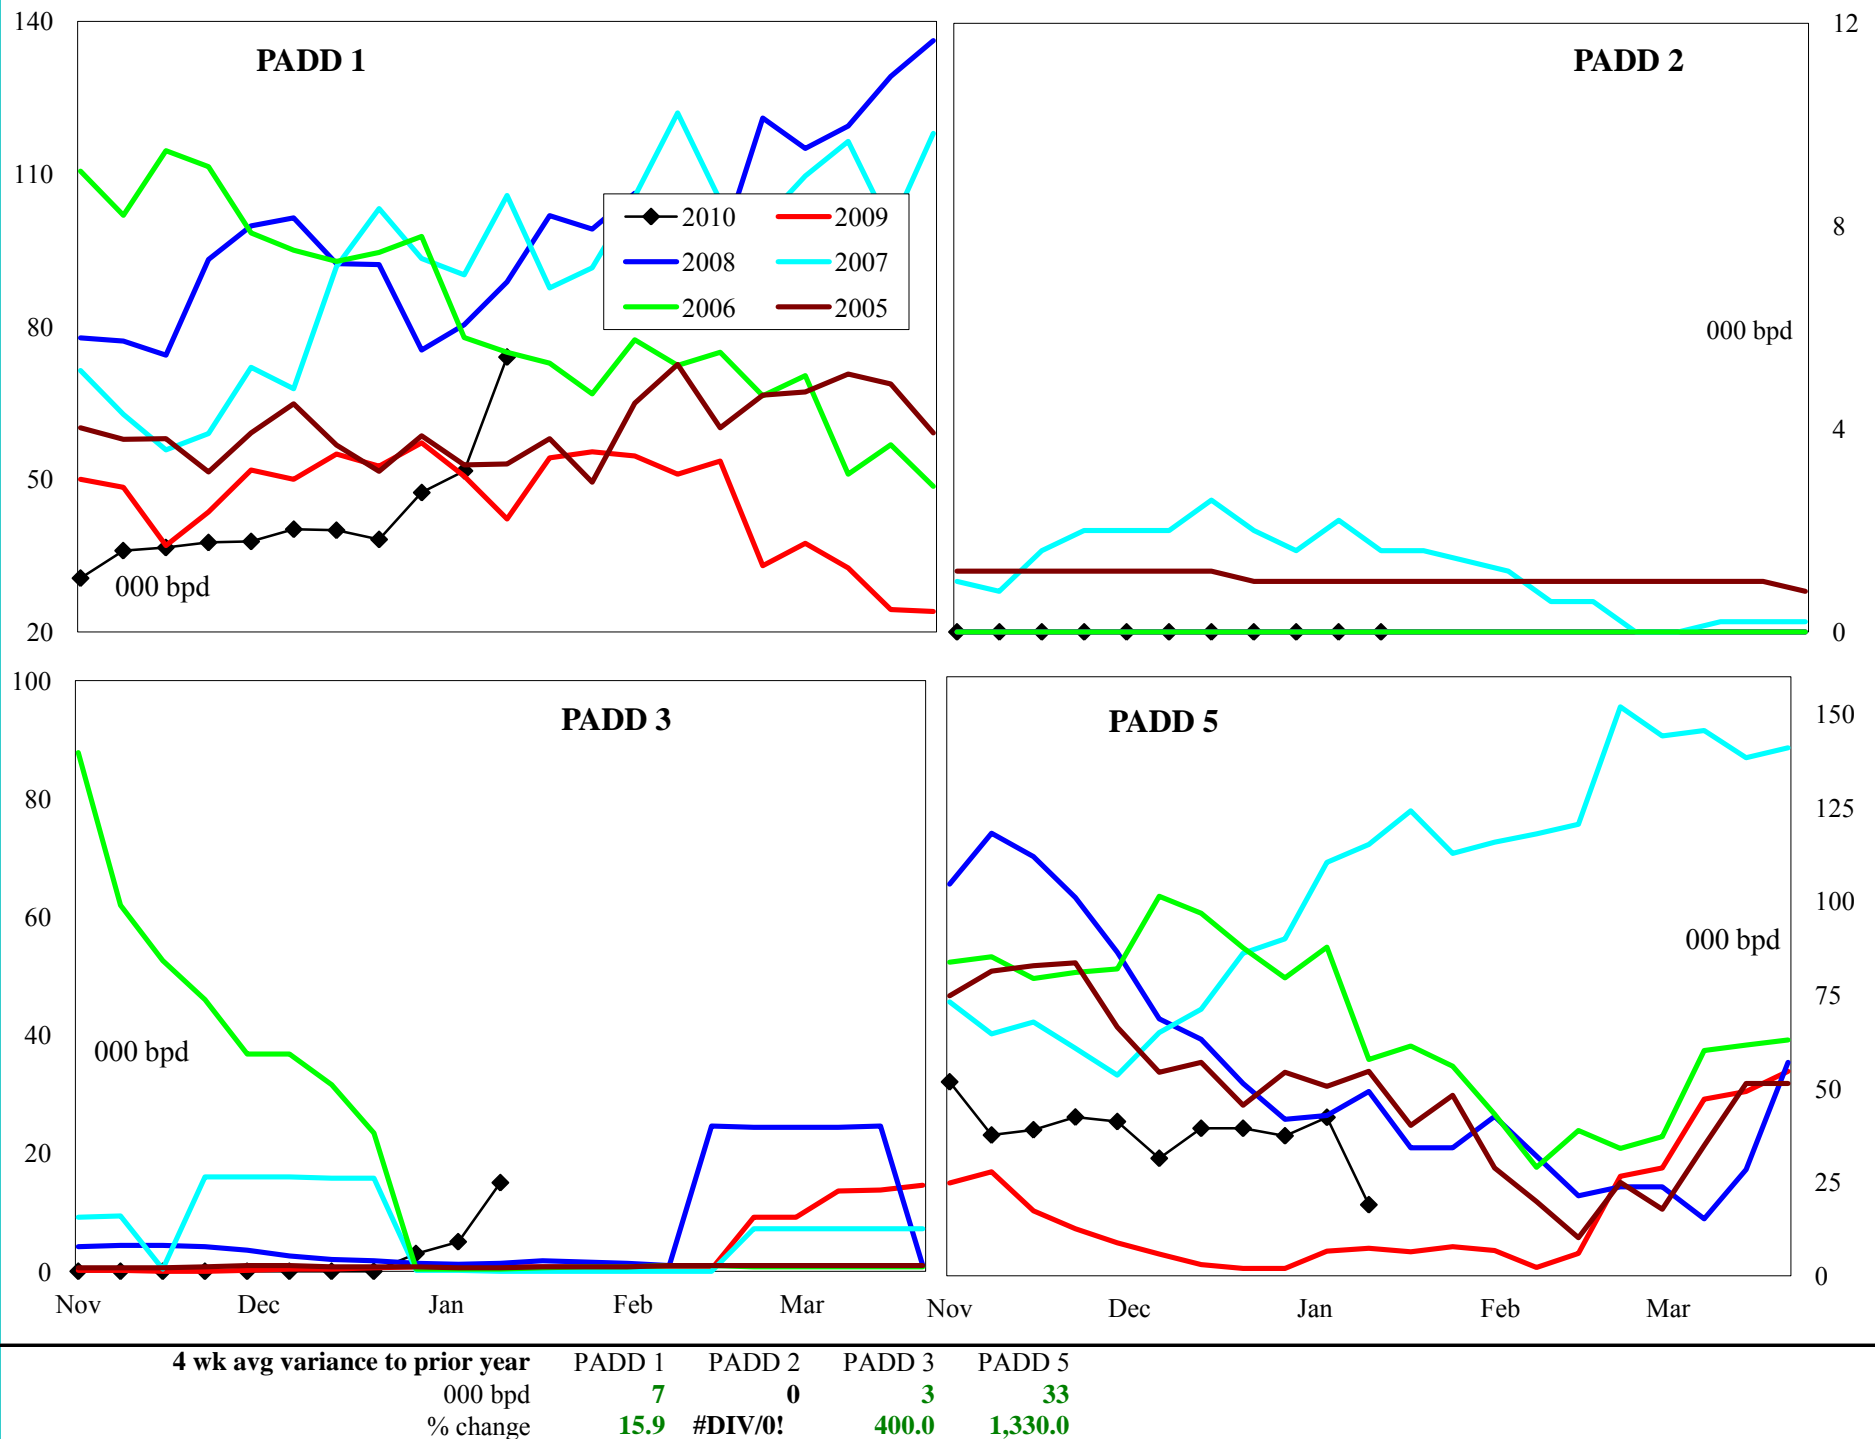 140
110
80
50
20
PADD 1
000 bpd
2010 2009
2008 2007
2006 2005
PADD 2
12
8
4
0
000 bpd
100
80
60
40
20
0
PADD 3
000 bpd
Nov Dec Jan Feb Mar
PADD 5
150
125
100
75
50
25
0
000 bpd
Nov Dec Jan Feb Mar
4 wk avg variance to prior year PADD 1 PADD 2 PADD 3 PADD 5
000 bpd 7 0 3 33
% change 15.9 #DIV/0! 400.0 1,330.0